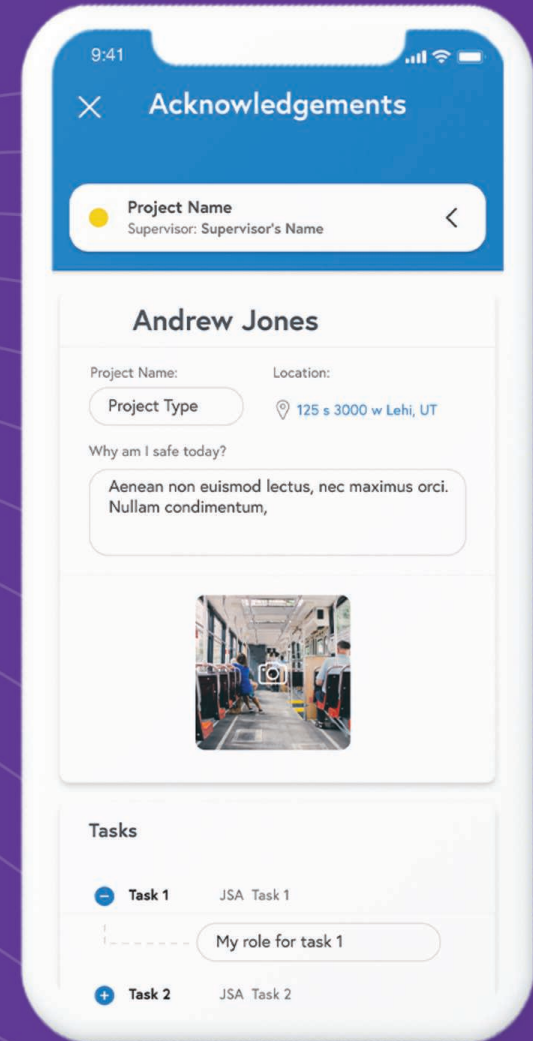 9:41
Acknowledgements
Project Name
Supervisor: Supervisor's Name
Andrew Jones
Project Name:
Location:
Project Type
125 s 3000 w Lehi, UT
Why am I safe today?
Aenean non euismod lectus, nec maximus orci.
Nullam condimentum,
Tasks
Task 1 JSA Task 1
My role for task 1
Task 2 JSA Task 2